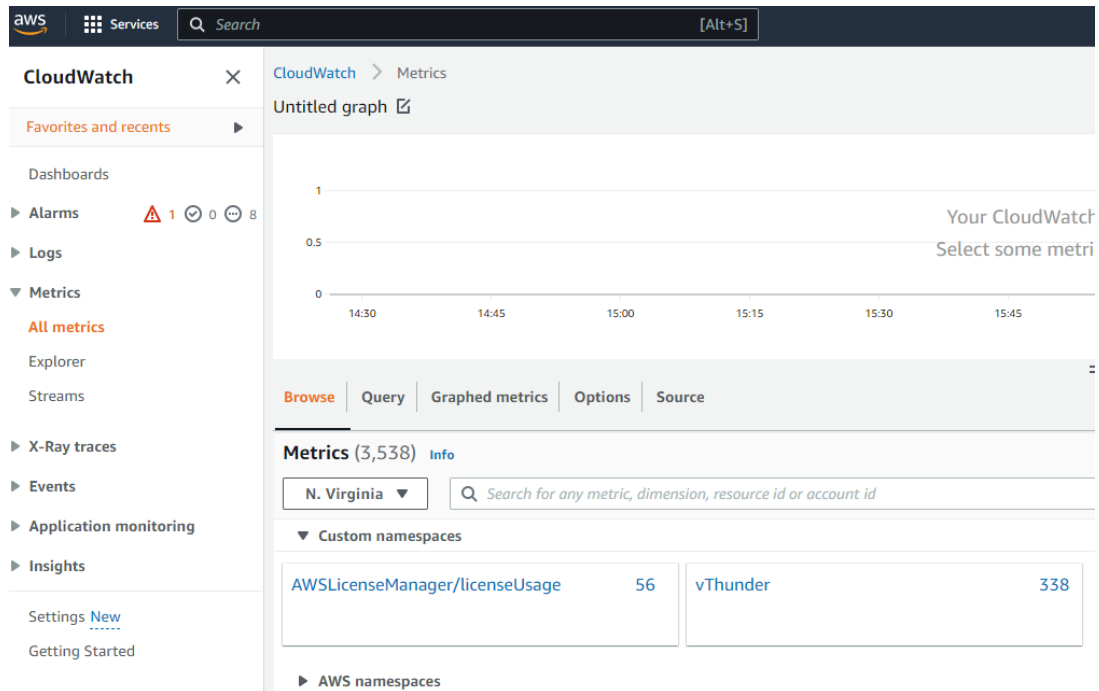 aws
Services
Search [Alt+S]
CloudWatch
Favorites and recents
Dashboards
Alarms 1 0 8
Logs
Metrics
All metrics
Explorer
Streams
X-Ray traces
Events
Application monitoring
Insights
Settings New
Getting Started
CloudWatch > Metrics
Untitled graph
1
0.5
0
Your CloudWatch
Select some metri
14:30 14:45 15:00 15:15 15:30 15:45
Browse Query Graphed metrics Options Source
Metrics (3,538) Info
N. Virginia
Search for any metric, dimension, resource id or account id
Custom namespaces
AWSLicenseManager/licenseUsage 56
vThunder 338
AWS namespaces